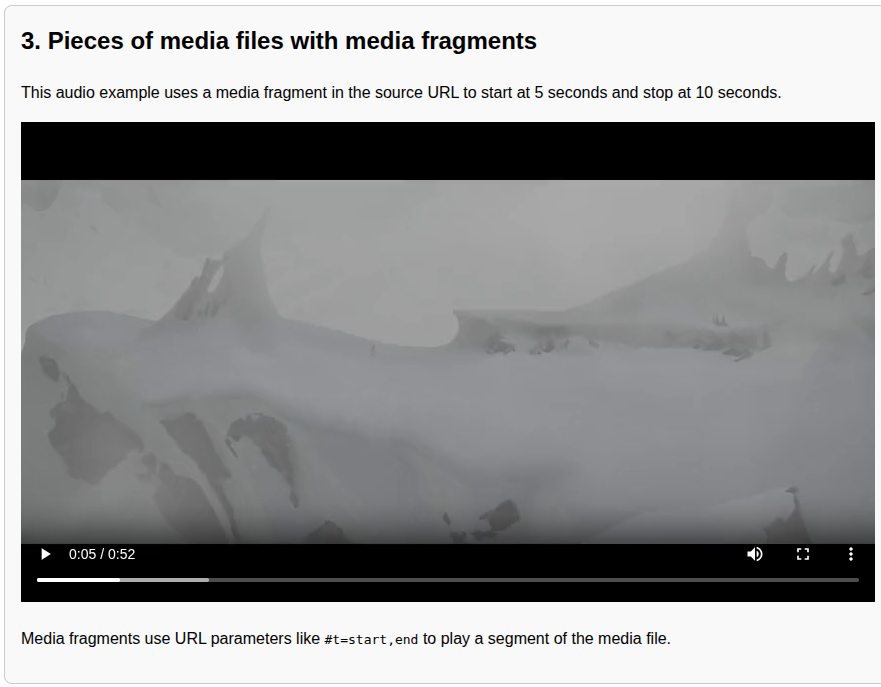 3. Pieces of media files with media fragments
This audio example uses a media fragment in the source URL to start at 5 seconds and stop at 10 seconds.
0:05 / 0:52
Media fragments use URL parameters like #t=start,end to play a segment of the media file.